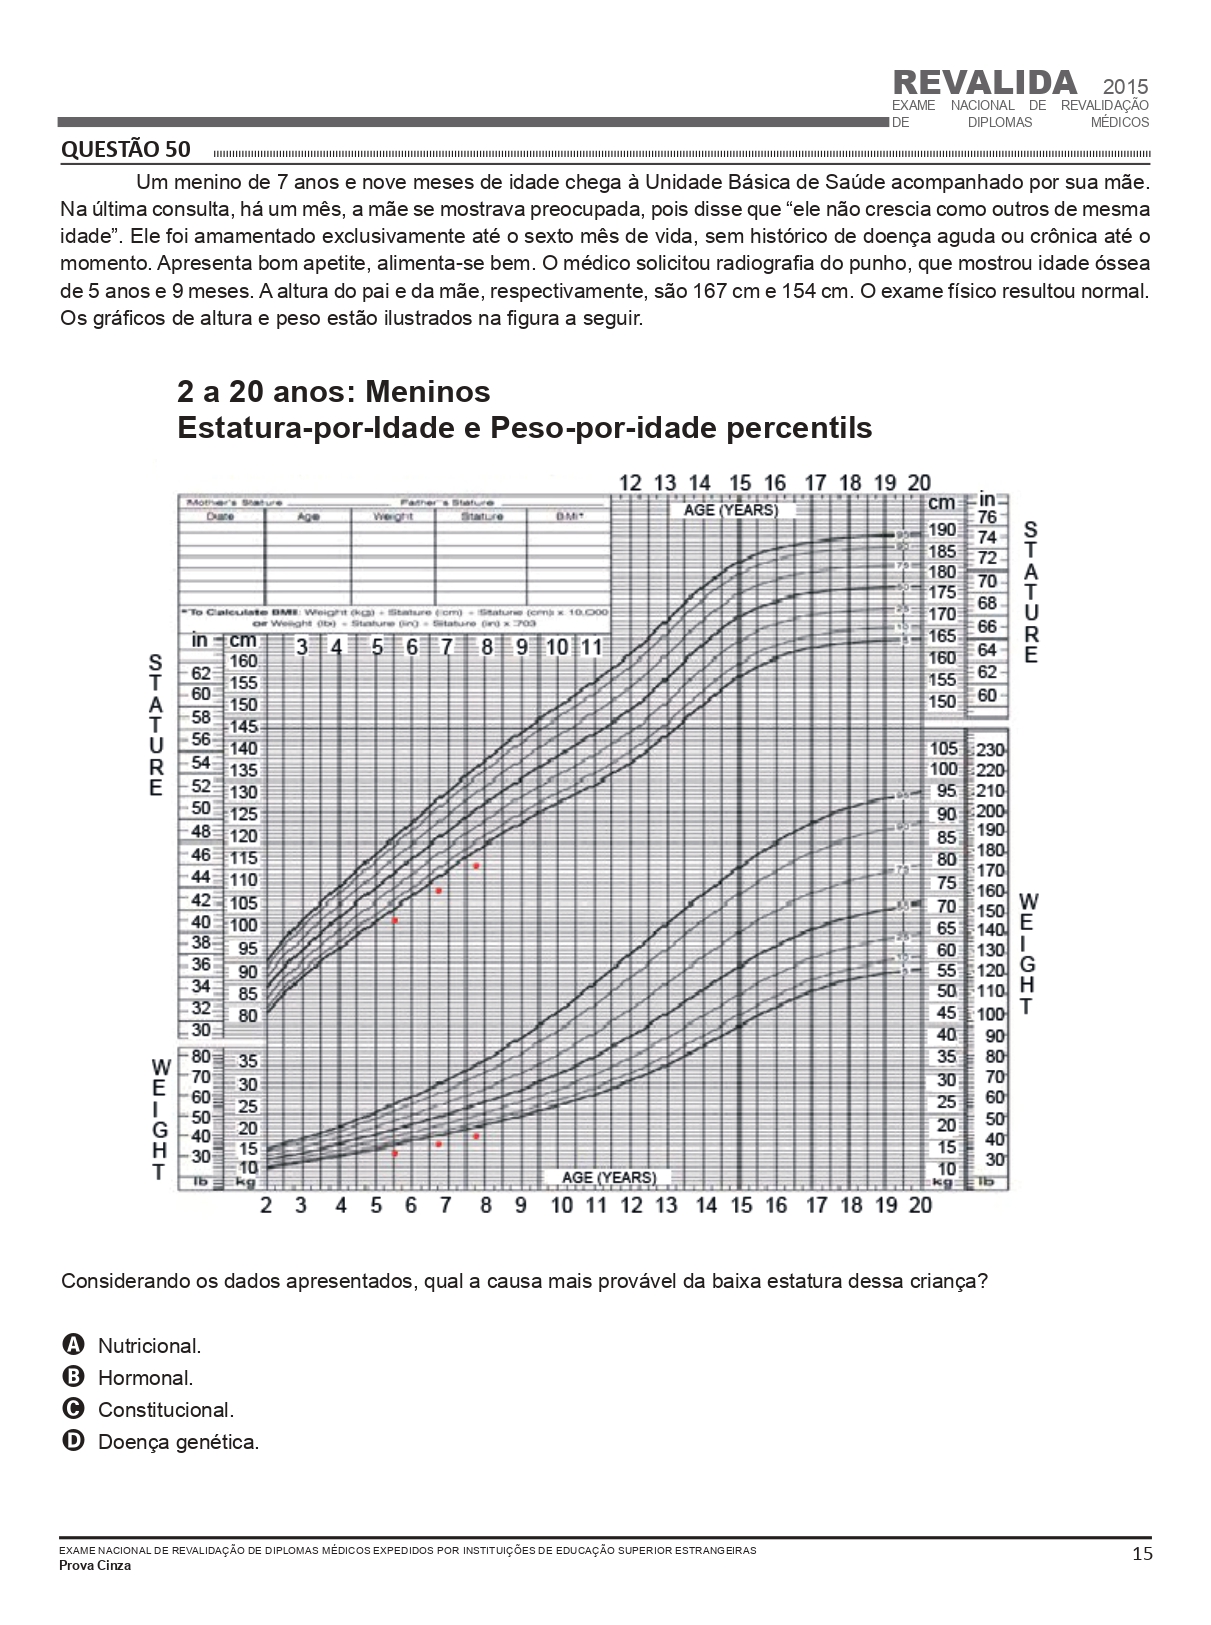 REVALIDA 2015
EXAME NACIONAL DE REVALIDAÇÃO
DE DIPLOMAS MÉDICOS
QUESTÃO 50
Um menino de 7 anos e nove meses de idade chega à Unidade Básica de Saúde acompanhado por sua mãe.
Na última consulta, há um mês, a mãe se mostrava preocupada, pois disse que “ele não crescia como outros de mesma
idade”. Ele foi amamentado exclusivamente até o sexto mês de vida, sem histórico de doença aguda ou crônica até o
momento. Apresenta bom apetite, alimenta-se bem. O médico solicitou radiografia do punho, que mostrou idade óssea
de 5 anos e 9 meses. A altura do pai e da mãe, respectivamente, são 167 cm e 154 cm. O exame físico resultou normal.
Os gráficos de altura e peso estão ilustrados na figura a seguir.
2 a 20 anos: Meninos
Estatura-por-Idade e Peso-por-idade percentils
12 13 14 15 16 17 18 19 20
Mother's Stature Father's Stature
Date Age Weight Stature BMI*
AGE (YEARS)
cm in
76
190 74
185 72
180
175 70
170 68
165 66
160 64
155 62
150 60
STATURE
*To Calculate BMI: Weight (kg) ÷ Stature (cm) ÷ Stature (cm) x 10,000
or Weight (lb) ÷ Stature (in) ÷ Stature (in) x 703
in cm 3 4 5 6 7 8 9 10 11
160
62 155
60 150
58 145
56 140
54 135
52 130
50 125
48 120
46 115
44 110
42 105
40 100
38 95
36 90
34 85
32 80
30
STATURE
95
90
75
50
25
10
5
105 230
100 220
95 210
90 200
85 190
80 180
75 170
70 160
65 150
60 140
55 130
50 120
45 110
40 100
35 90
30 80
25 70
20 60
15 50
10 40
kg 30
lb
WEIGHT
95
90
75
50
25
10
5
80 35
70 30
60 25
50 20
40 15
30 10
lb kg
WEIGHT
AGE (YEARS)
2 3 4 5 6 7 8 9 10 11 12 13 14 15 16 17 18 19 20
Considerando os dados apresentados, qual a causa mais provável da baixa estatura dessa criança?
A Nutricional.
B Hormonal.
C Constitucional.
D Doença genética.
EXAME NACIONAL DE REVALIDAÇÃO DE DIPLOMAS MÉDICOS EXPEDIDOS POR INSTITUIÇÕES DE EDUCAÇÃO SUPERIOR ESTRANGEIRAS
Prova Cinza
15